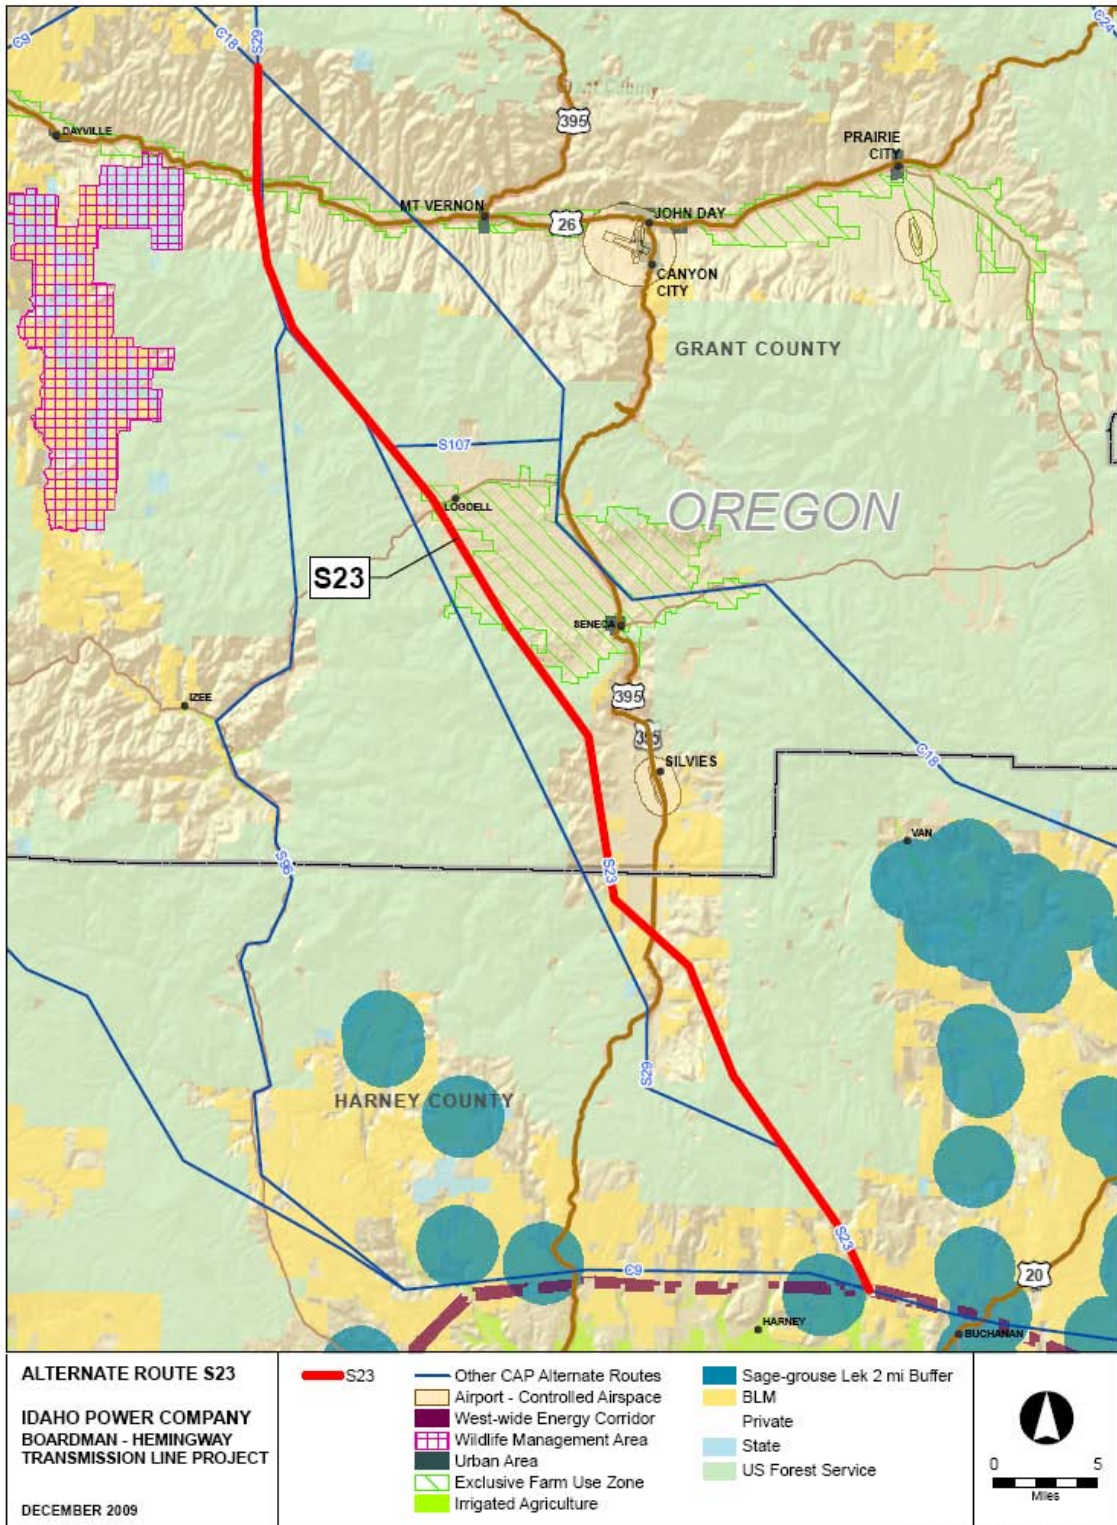 C9
C18
S29
C24
Grant County
395
DAYVILLE
PRAIRIE
CITY
MT VERNON
26
JOHN DAY
CANYON
CITY
GRANT COUNTY
S107
LOGDELL
OREGON
S23
SENECA
IZEE
395
395
SILVIES
C18
VAN
S96
S23
S29
HARNEY COUNTY
S23
C9
20
HARNEY
BUCHANAN
ALTERNATE ROUTE S23
IDAHO POWER COMPANY
BOARDMAN - HEMINGWAY
TRANSMISSION LINE PROJECT
DECEMBER 2009
S23
Other CAP Alternate Routes
Airport - Controlled Airspace
West-wide Energy Corridor
Wildlife Management Area
Urban Area
Exclusive Farm Use Zone
Irrigated Agriculture
Sage-grouse Lek 2 mi Buffer
BLM
Private
State
US Forest Service
0 5
Miles